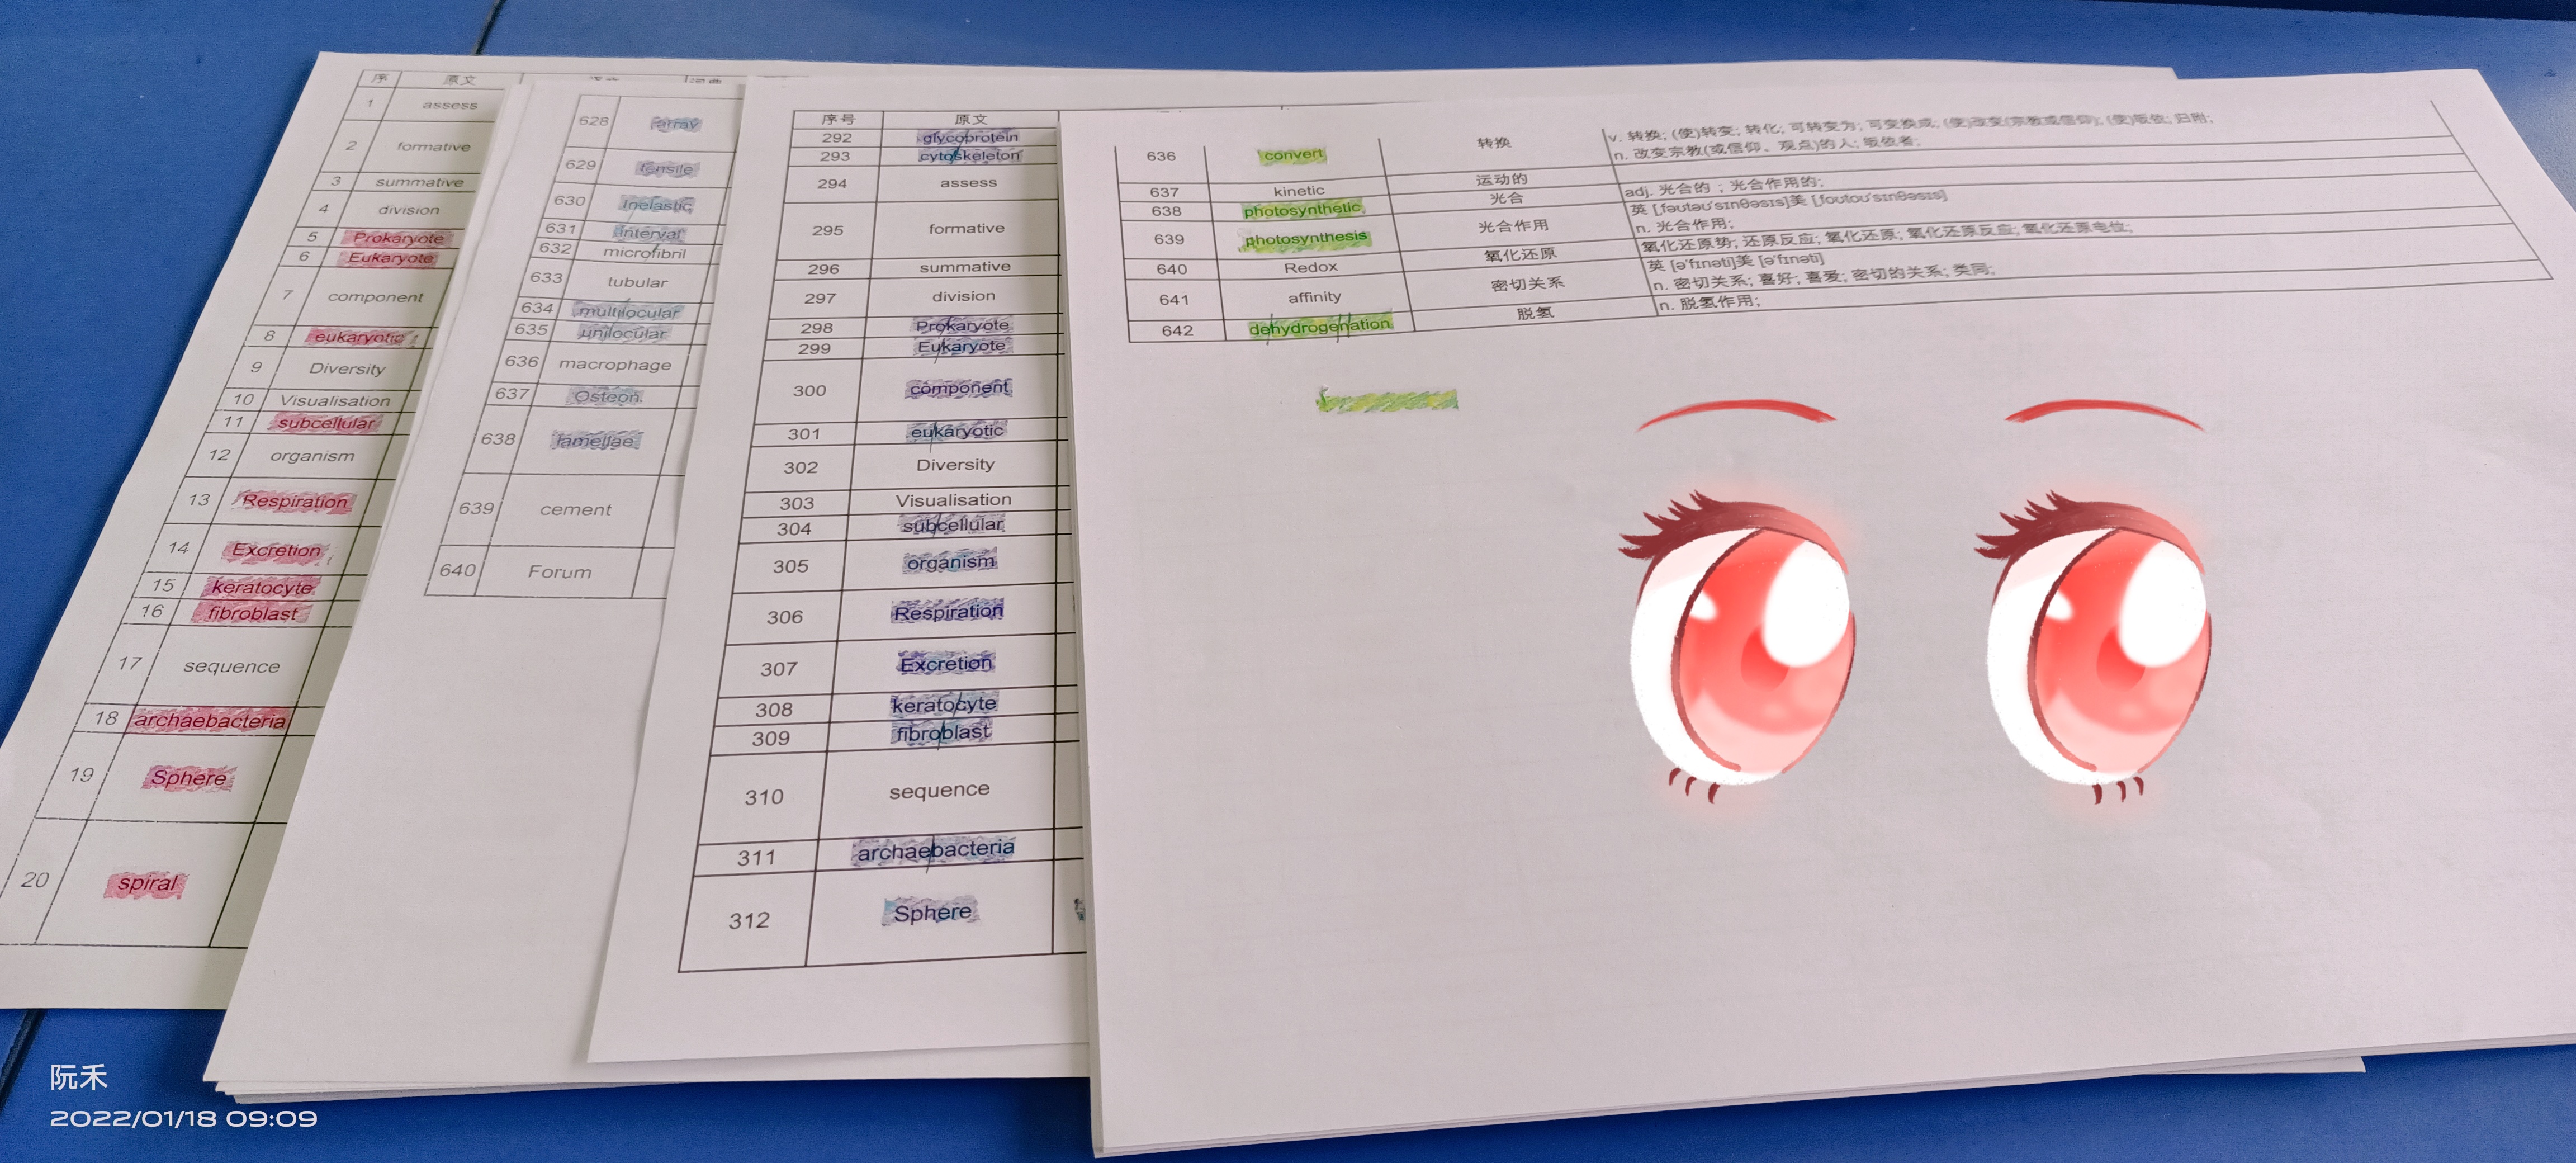 序 原文
1 assess
2 formative
3 summative
4 division
5 Prokaryote
6 Eukaryote
7 component
8 eukaryotic
9 Diversity
10 Visualisation
11 subcellular
12 organism
13 Respiration
14 Excretion
15 keratocyte
16 fibroblast
17 sequence
18 archaebacteria
19 Sphere
20 spiral
628 array
629 tensile
630 Inelastic
631 Interval
632 microfibril
633 tubular
634 multilocular
635 unilocular
636 macrophage
637 Osteon
638 lamellae
639 cement
640 Forum
序号 原文
292 glycoprotein
293 cytoskeleton
294 assess
295 formative
296 summative
297 division
298 Prokaryote
299 Eukaryote
300 component
301 eukaryotic
302 Diversity
303 Visualisation
304 subcellular
305 organism
306 Respiration
307 Excretion
308 keratocyte
309 fibroblast
310 sequence
311 archaebacteria
312 Sphere
636 convert 转换 v. 转换; (使)转变; 转化; 可转变为; 可变换成; (使)改变(宗教或信仰); (使)皈依; 归附;
n. 改变宗教(或信仰、观点)的人; 皈依者;
637 kinetic 运动的
638 photosynthetic 光合 adj. 光合的 ; 光合作用的;
639 photosynthesis 光合作用 英 [ˌfəʊtəʊˈsɪnθəsɪs]美 [ˌfoʊtoʊˈsɪnθəsɪs]
n. 光合作用;
640 Redox 氧化还原 氧化还原势; 还原反应; 氧化还原; 氧化还原反应; 氧化还原电位;
641 affinity 密切关系 英 [əˈfɪnəti]美 [əˈfɪnəti]
n. 密切关系; 喜好; 喜爱; 密切的关系; 类同;
642 dehydrogenation 脱氢 n. 脱氢作用;
阮禾
2022/01/18 09:09